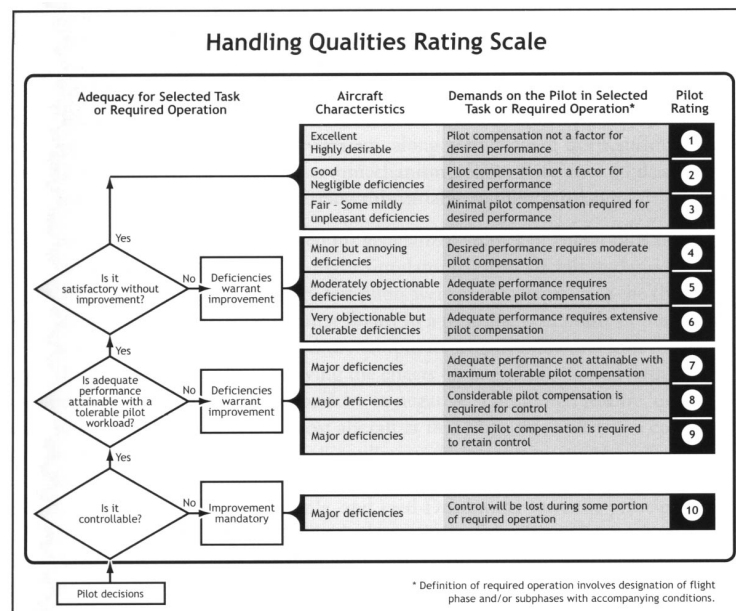 Handling Qualities Rating Scale
Adequacy for Selected Task
or Required Operation
Aircraft
Characteristics
Demands on the Pilot in Selected
Task or Required Operation*
Pilot
Rating
Excellent
Highly desirable
Pilot compensation not a factor for
desired performance
1
Good
Negligible deficiencies
Pilot compensation not a factor for
desired performance
2
Fair - Some mildly
unpleasant deficiencies
Minimal pilot compensation required for
desired performance
3
Yes
Is it
satisfactory without
improvement?
No
Deficiencies
warrant
improvement
Minor but annoying
deficiencies
Desired performance requires moderate
pilot compensation
4
Moderately objectionable
deficiencies
Adequate performance requires
considerable pilot compensation
5
Very objectionable but
tolerable deficiencies
Adequate performance requires extensive
pilot compensation
6
Yes
Is adequate
performance
attainable with a
tolerable pilot
workload?
No
Deficiencies
warrant
improvement
Major deficiencies
Adequate performance not attainable with
maximum tolerable pilot compensation
7
Major deficiencies
Considerable pilot compensation is
required for control
8
Major deficiencies
Intense pilot compensation is required
to retain control
9
Yes
Is it
controllable?
No
Improvement
mandatory
Major deficiencies
Control will be lost during some portion
of required operation
10
Pilot decisions
* Definition of required operation involves designation of flight
phase and/or subphases with accompanying conditions.